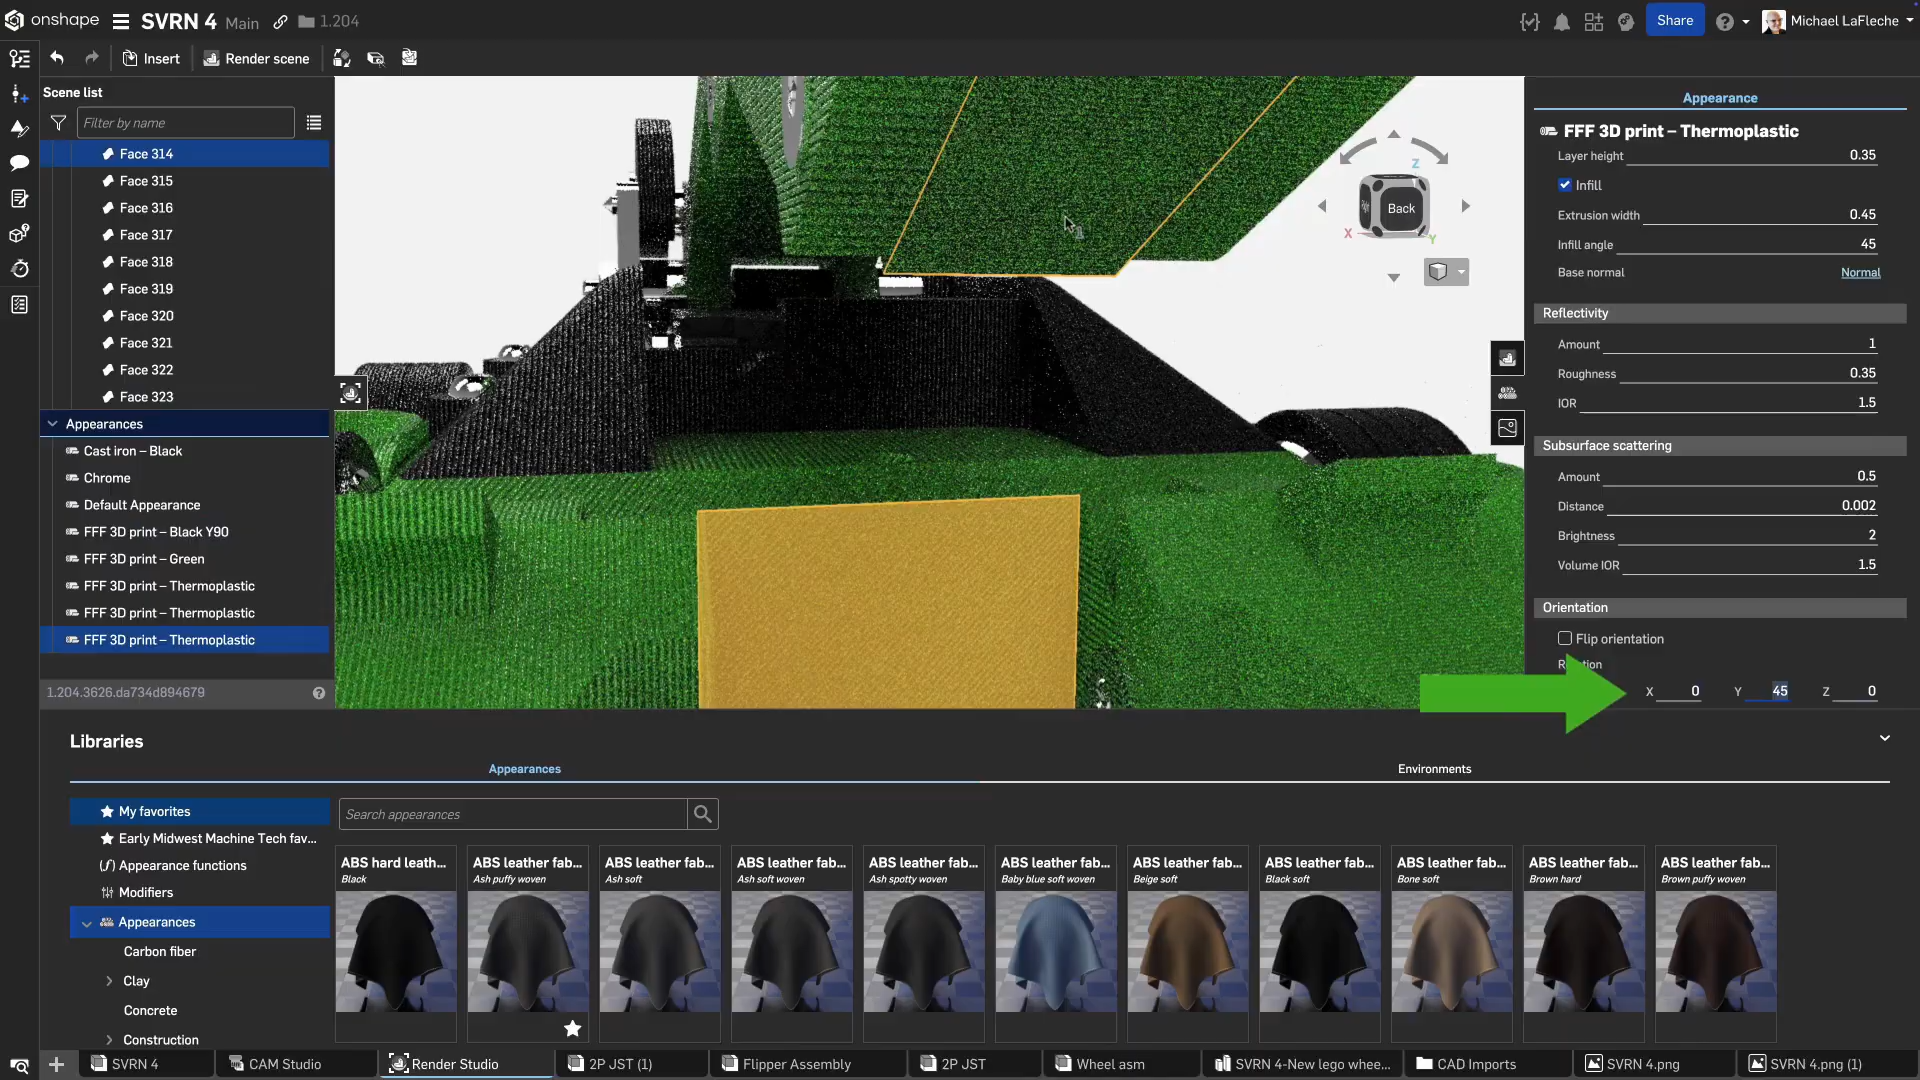 onshape
SVRN 4 Main
1.204
Share
Michael LaFleche
Insert
Render scene
Scene list
Filter by name
Face 314
Face 315
Face 316
Face 317
Face 318
Face 319
Face 320
Face 321
Face 322
Face 323
Appearances
Cast iron – Black
Chrome
Default Appearance
FFF 3D print – Black Y90
FFF 3D print – Green
FFF 3D print – Thermoplastic
FFF 3D print – Thermoplastic
FFF 3D print – Thermoplastic
1.204.3626.da734d894679
Z
Back
X
Y
Appearance
FFF 3D print – Thermoplastic
Layer height 0.35
Infill
Extrusion width 0.45
Infill angle 45
Base normal Normal
Reflectivity
Amount 1
Roughness 0.35
IOR 1.5
Subsurface scattering
Amount 0.5
Distance 0.002
Brightness 2
Volume IOR 1.5
Orientation
Flip orientation
X 0 Y 45 Z 0
Libraries
Appearances
Environments
My favorites
Early Midwest Machine Tech fav...
Appearance functions
Modifiers
Appearances
Carbon fiber
Clay
Concrete
Construction
Search appearances
ABS hard leath...
Black
ABS leather fab...
Ash puffy woven
ABS leather fab...
Ash soft
ABS leather fab...
Ash soft woven
ABS leather fab...
Ash spotty woven
ABS leather fab...
Baby blue soft woven
ABS leather fab...
Beige soft
ABS leather fab...
Black soft
ABS leather fab...
Bone soft
ABS leather fab...
Brown hard
ABS leather fab...
Brown puffy woven
SVRN 4
CAM Studio
Render Studio
2P JST (1)
Flipper Assembly
2P JST
Wheel asm
SVRN 4-New lego whee...
CAD Imports
SVRN 4.png
SVRN 4.png (1)